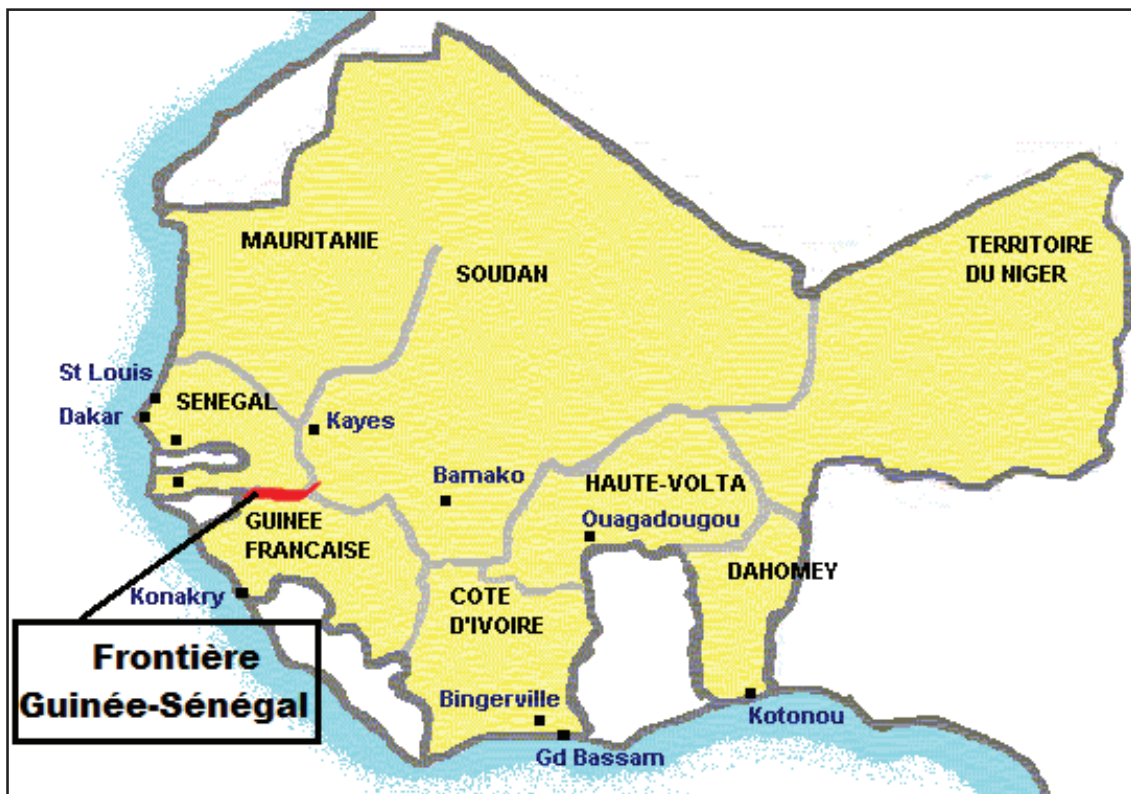 MAURITANIE
SOUDAN
TERRITOIRE
DU NIGER
St Louis
SENEGAL
Dakar
Kayes
Bamako
HAUTE-VOLTA
Ouagadougou
GUINEE
FRANCAISE
DAHOMEY
Konakry
COTE
D'IVOIRE
Frontière
Guinée-Sénégal
Bingerville
Kotonou
Gd Bassam